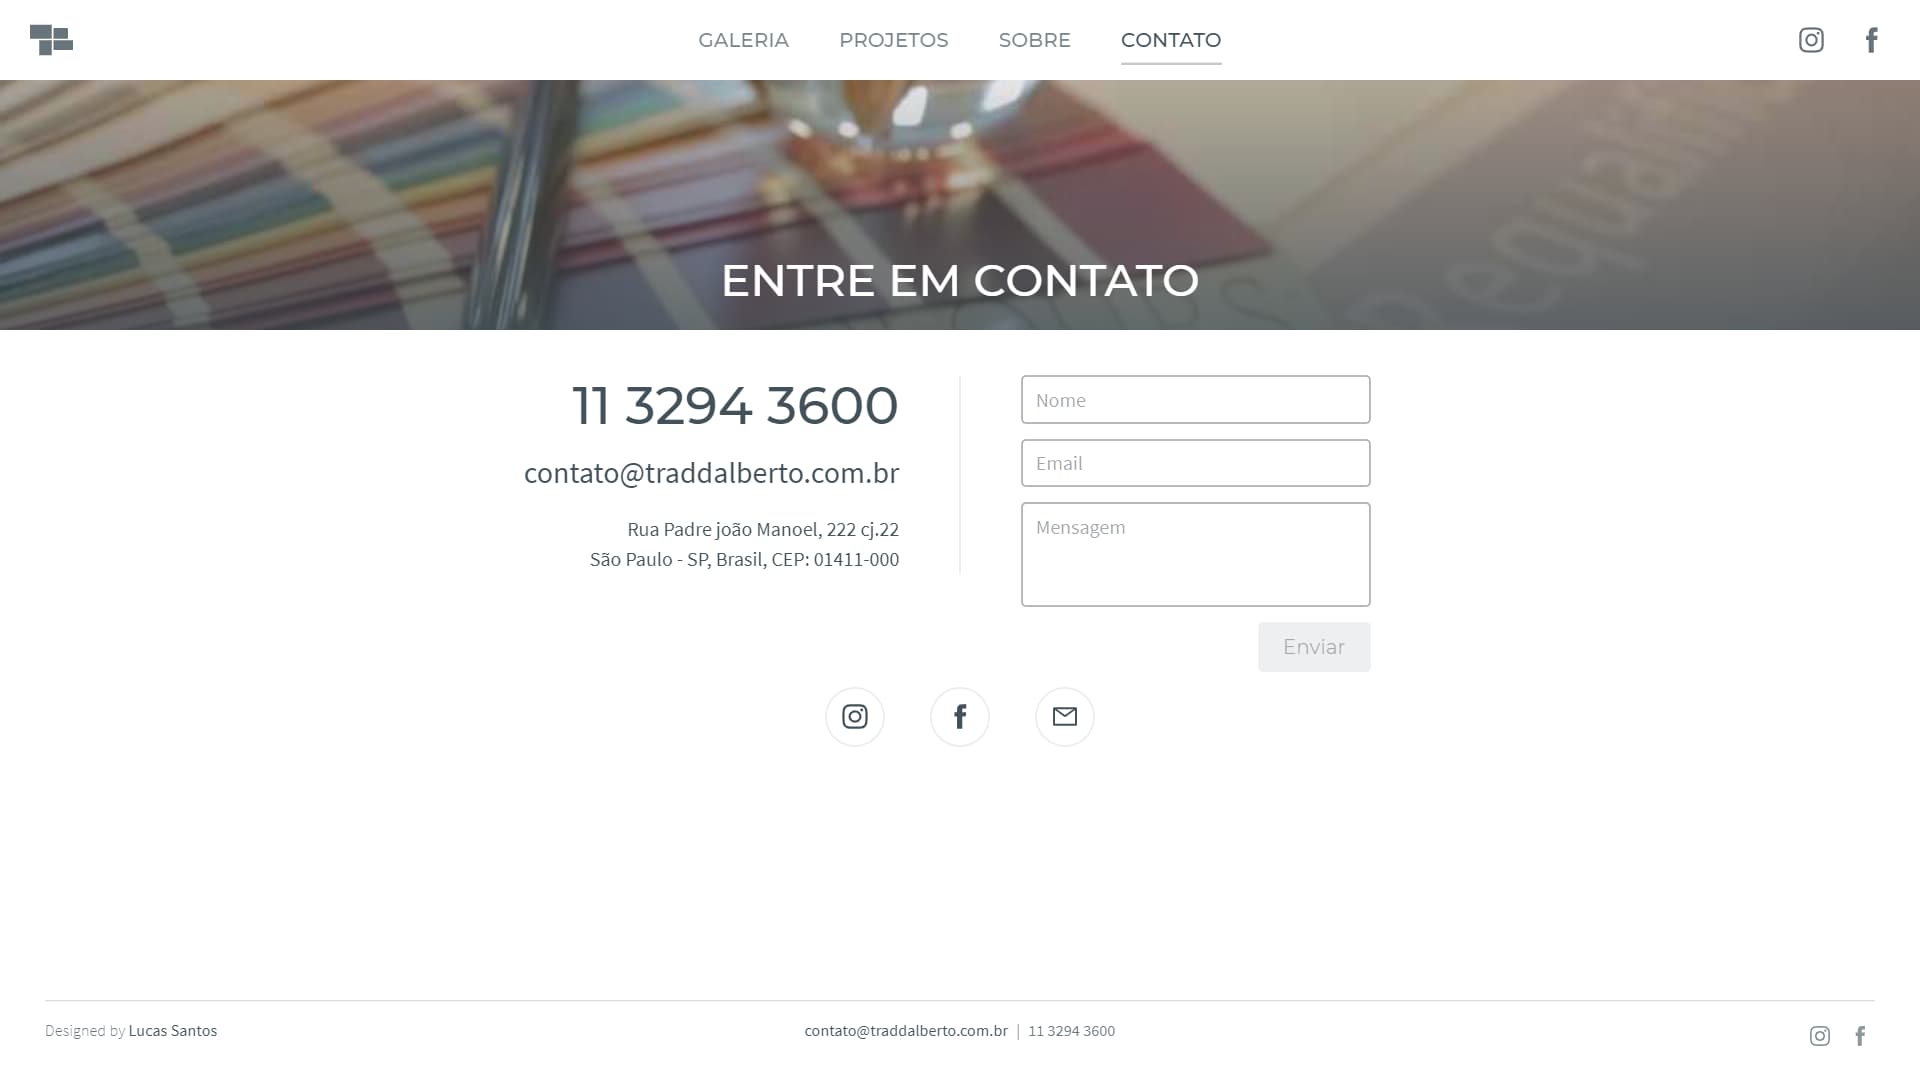 GALERIA
PROJETOS
SOBRE
CONTATO
equali
ENTRE EM CONTATO
11 3294 3600
contato@traddalberto.com.br
Rua Padre joão Manoel, 222 cj.22
São Paulo - SP, Brasil, CEP: 01411-000
Nome
Email
Mensagem
Enviar
Designed by Lucas Santos
contato@traddalberto.com.br | 11 3294 3600